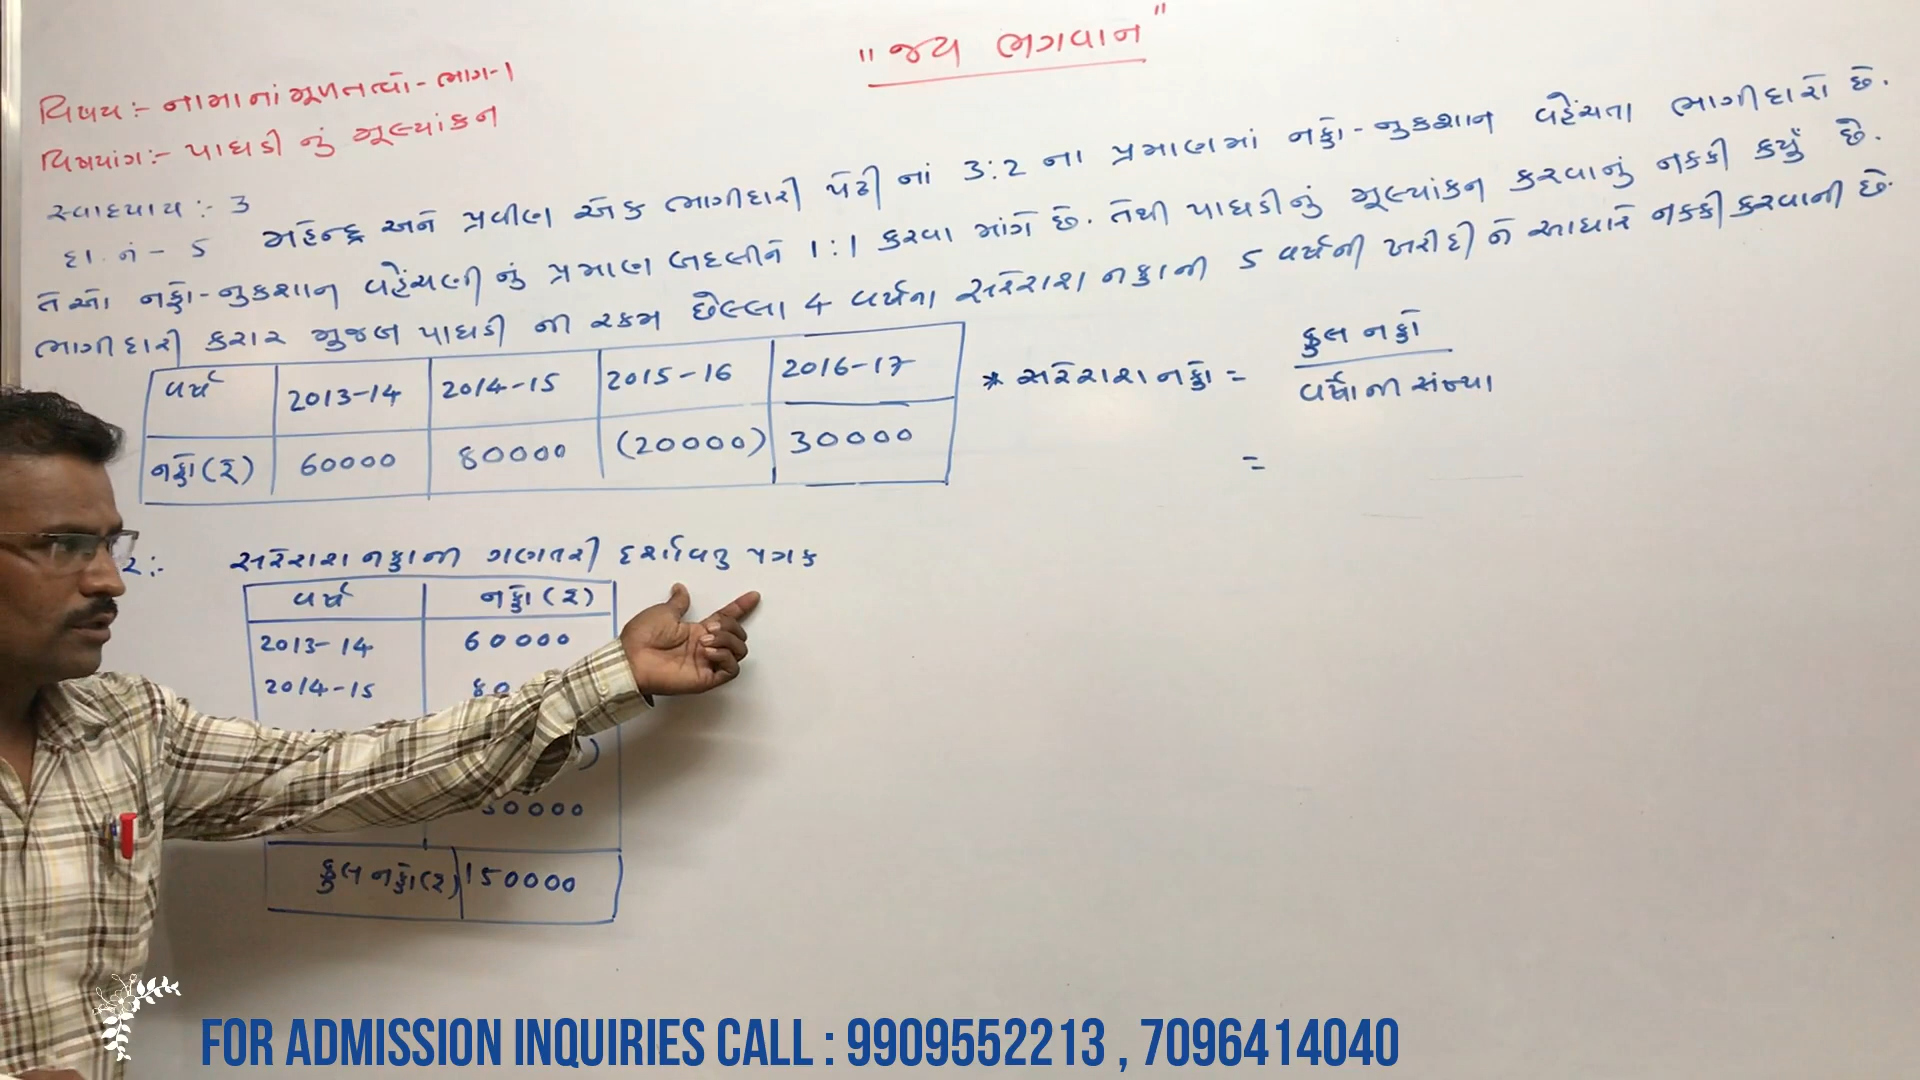 "જય ભગવાન"
વિષય:- નામાનાં મૂળતત્વો-ભાગ-1
વિષયાંગ:- પાઘડી નું મૂલ્યાંકન
સ્વાધ્યાય:- 3
દા.નં - 5 મહેન્દ્ર અને પ્રવીણ એક ભાગીદારી પેઢી નાં 3:2 ના પ્રમાણમાં નફો-નુકશાન વહેંચતા ભાગીદારો છે.
તેઓ નફો-નુકશાન વહેંચણી નું પ્રમાણ બદલીને 1:1 કરવા માંગે છે. તેથી પાઘડીનું મૂલ્યાંકન કરવાનું નકકી કર્યું છે.
ભાગીદારી કરાર મુજબ પાઘડી ની રકમ છેલ્લા 4 વર્ષના સરેરાશ નફાની 5 વર્ષની ખરીદી ને આધારે નકકી કરવાની છે.
વર્ષ 2013-14 2014-15 2015-16 2016-17
નફો(રૂ) 60000 80000 (20000) 30000
* સરેરાશ નફો = કુલ નફો
વર્ષોની સંખ્યા
=
સરેરાશ નફાની ગણતરી દર્શાવતુ પત્રક
વર્ષ નફો(રૂ)
2013-14 60000
2014-15 80
30000
કુલ નફો(રૂ) 150000
FOR ADMISSION INQUIRIES CALL : 9909552213 , 7096414040